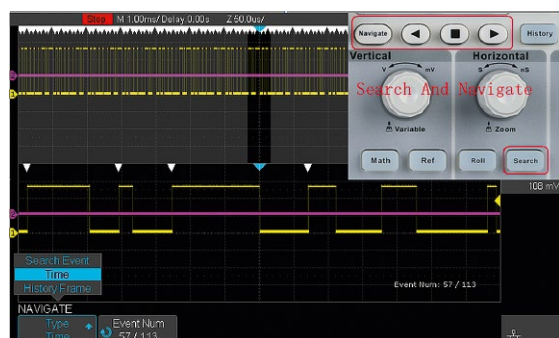 Stop M 1.00ms/ Delay 0.00s Z 50.0us/
Navigate
History
Vertical
Horizontal
V
mV
S
nS
Search And Navigate
Variable
Zoom
Math
Ref
Roll
Search
108 mV
Search Event
Time
History Frame
Event Num: 57 / 113
NAVIGATE
Type
Time
Event Num
57 / 113